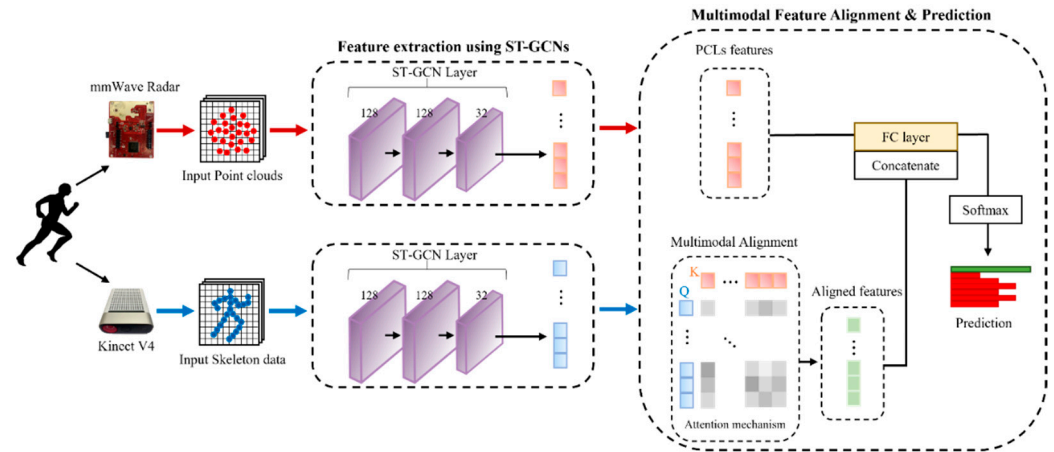 Multimodal Feature Alignment & Prediction
Feature extraction using ST-GCNs
PCLs features
ST-GCN Layer
mmWave Radar
128
128
32
FC layer
Concatenate
Input Point clouds
Softmax
Multimodal Alignment
ST-GCN Layer
K
Q
Aligned features
128
128
32
Prediction
Kincet V4
Input Skeleton data
Attention mechanism